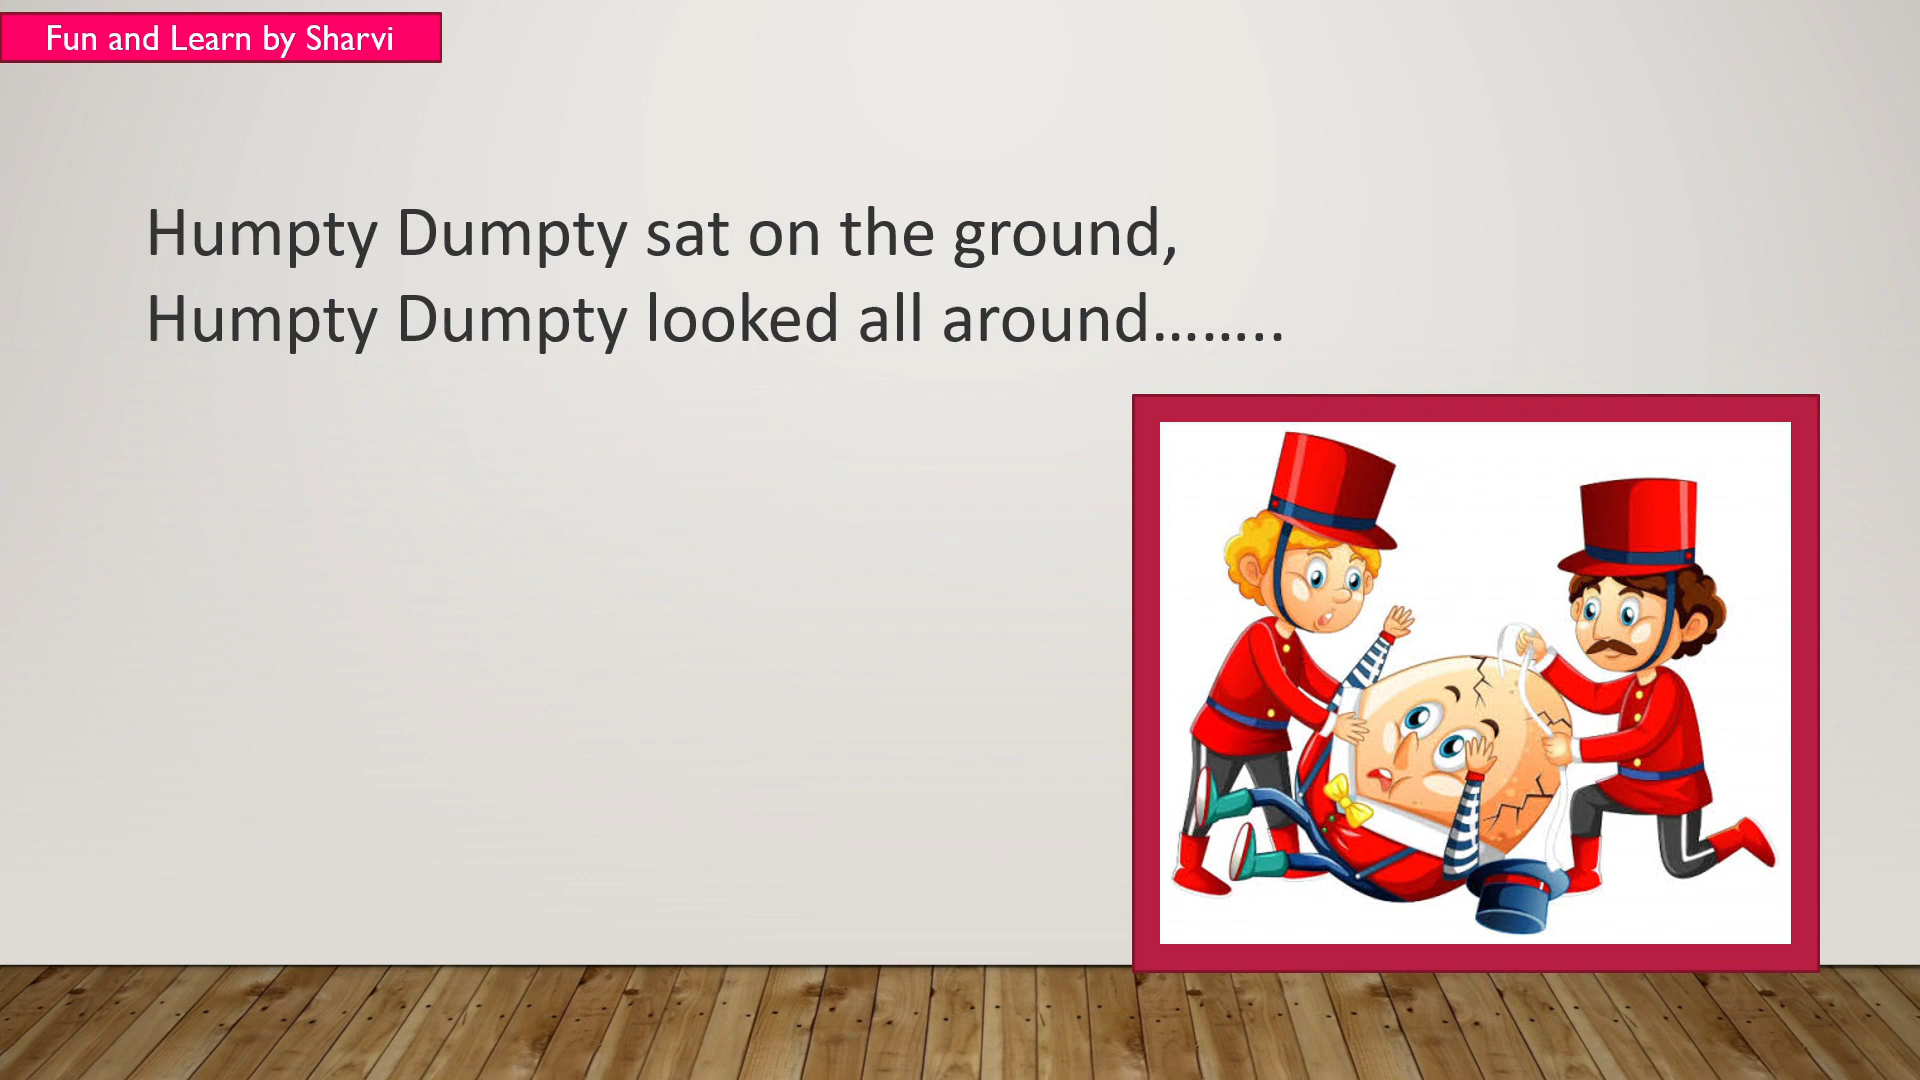 Fun and Learn by Sharvi
Humpty Dumpty sat on the ground,
Humpty Dumpty looked all around……..